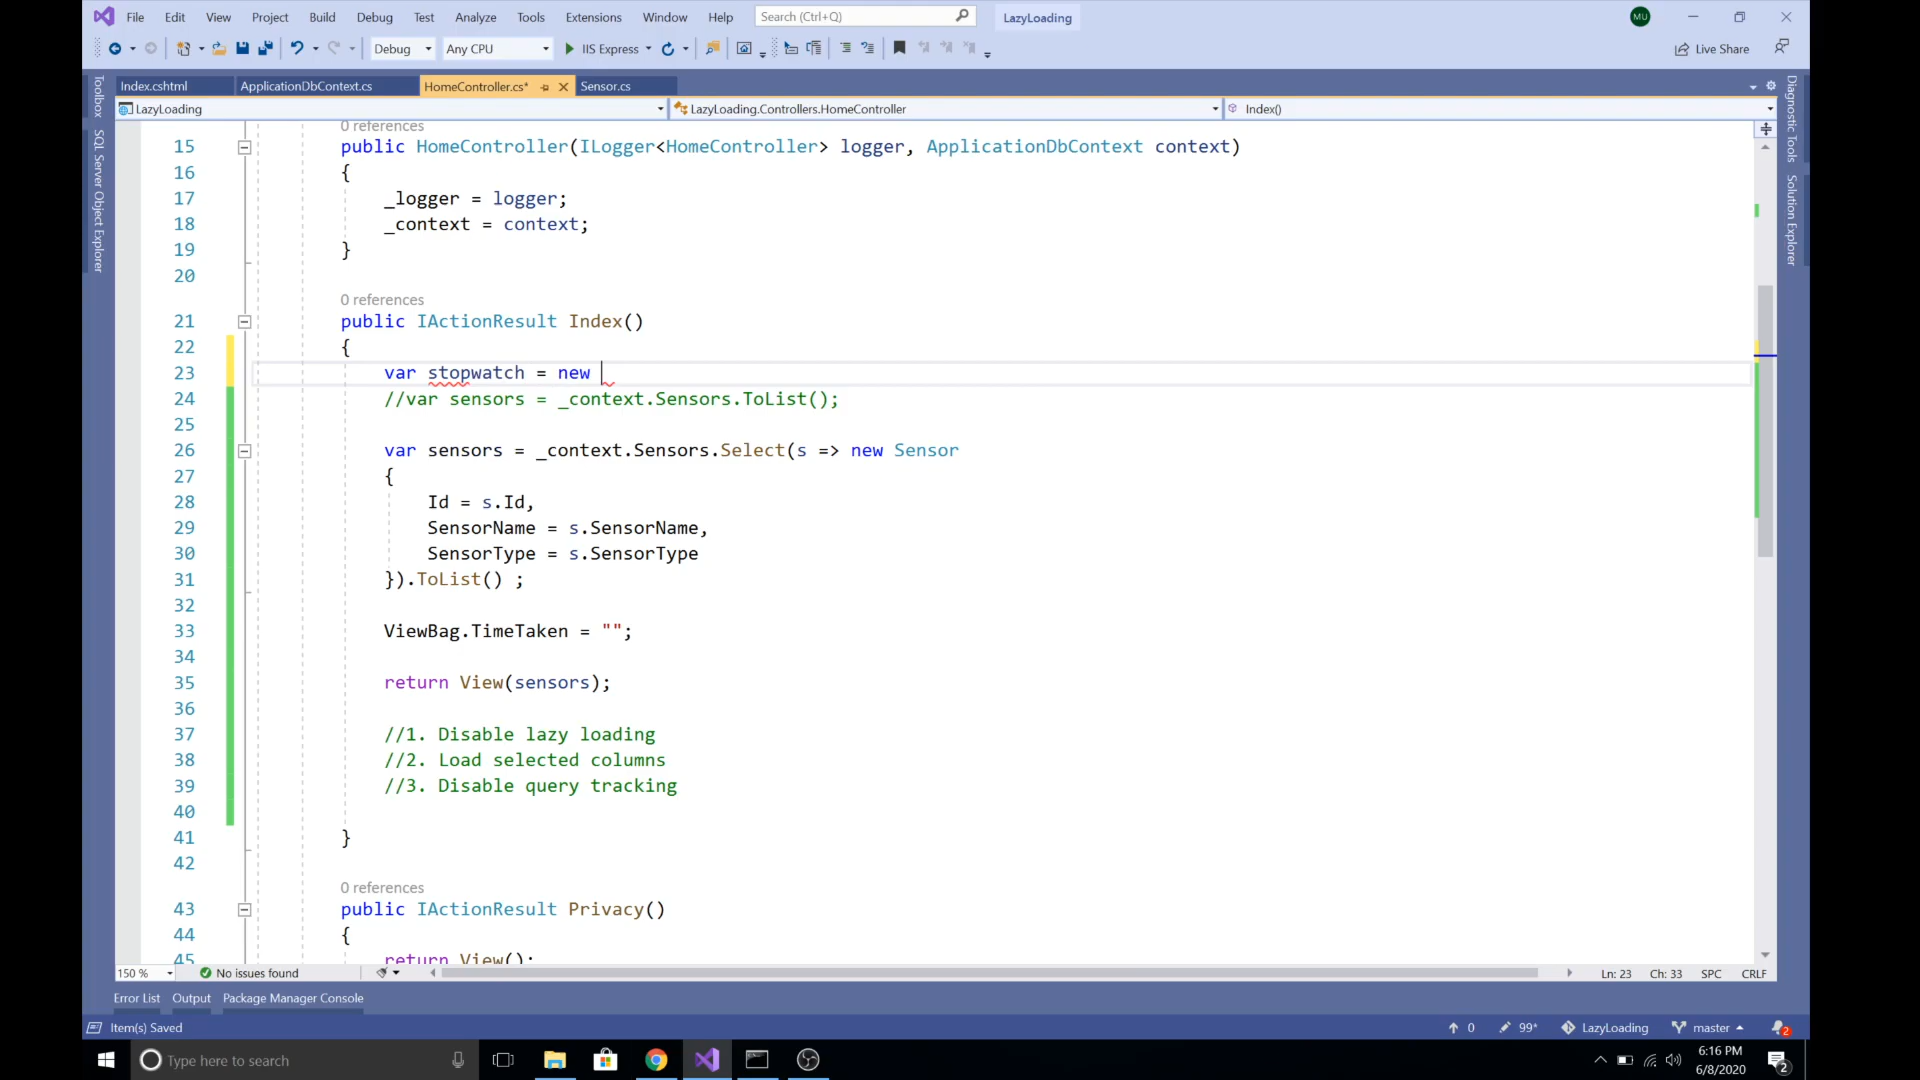 File Edit View Project Build Debug Test Analyze Tools Extensions Window Help Search (Ctrl+Q) LazyLoading MU
Debug Any CPU IIS Express Live Share
Index.cshtml ApplicationDbContext.cs HomeController.cs* Sensor.cs
LazyLoading LazyLoading.Controllers.HomeController Index()
Toolbox
SQL Server Object Explorer
Diagnostic Tools
Solution Explorer
0 references
15 public HomeController(ILogger<HomeController> logger, ApplicationDbContext context)
16 {
17 _logger = logger;
18 _context = context;
19 }
20
0 references
21 public IActionResult Index()
22 {
23 var stopwatch = new
24 //var sensors = _context.Sensors.ToList();
25
26 var sensors = _context.Sensors.Select(s => new Sensor
27 {
28 Id = s.Id,
29 SensorName = s.SensorName,
30 SensorType = s.SensorType
31 }).ToList() ;
32
33 ViewBag.TimeTaken = "";
34
35 return View(sensors);
36
37 //1. Disable lazy loading
38 //2. Load selected columns
39 //3. Disable query tracking
40
41 }
42
0 references
43 public IActionResult Privacy()
44 {
45 return View();
150 % No issues found Ln: 23 Ch: 33 SPC CRLF
Error List Output Package Manager Console
Item(s) Saved 0 99* LazyLoading master 2
Type here to search 6:16 PM
6/8/2020 2